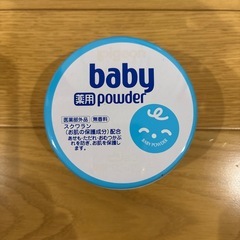 baby
薬用 powder
医薬部外品 無香料
スクワラン
(お肌の保護成分)配合
あせも・ただれ・おむつかぶ
れを防ぎ、お肌を保護し
ます。
BABY POWDER